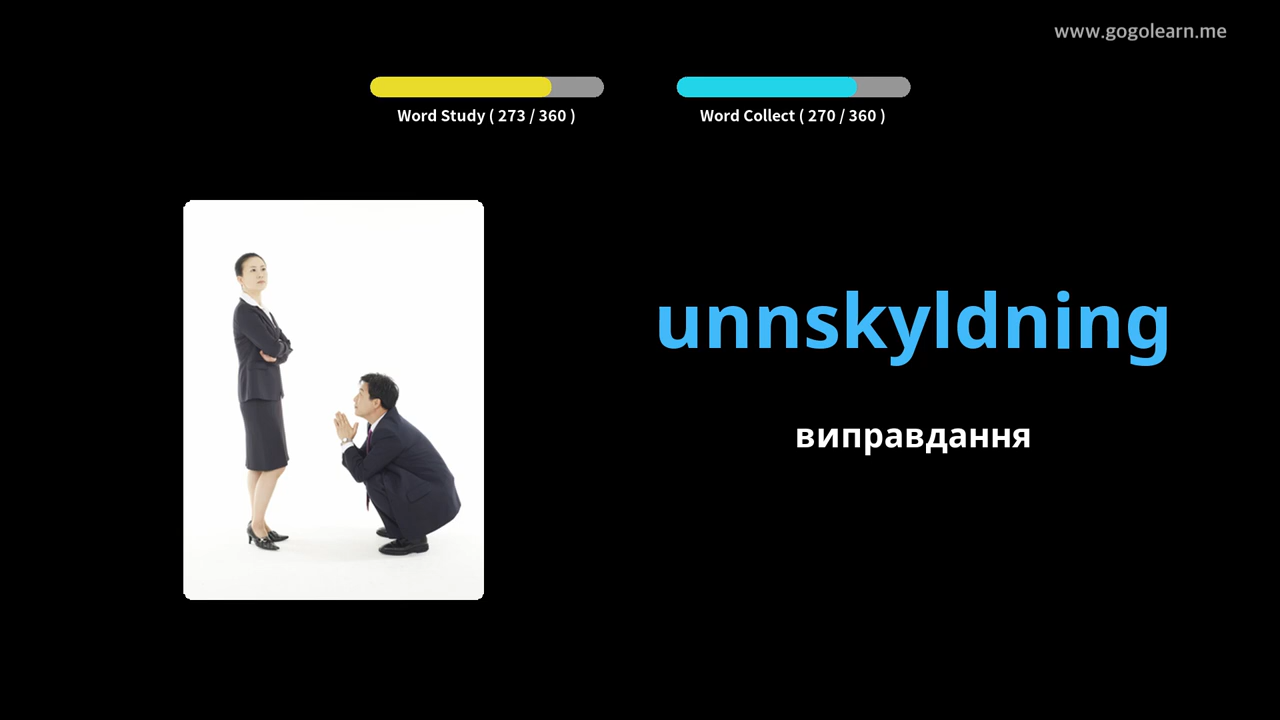 www.gogolearn.me
Word Study ( 273 / 360 )
Word Collect ( 270 / 360 )
unnskyldning
виправдання